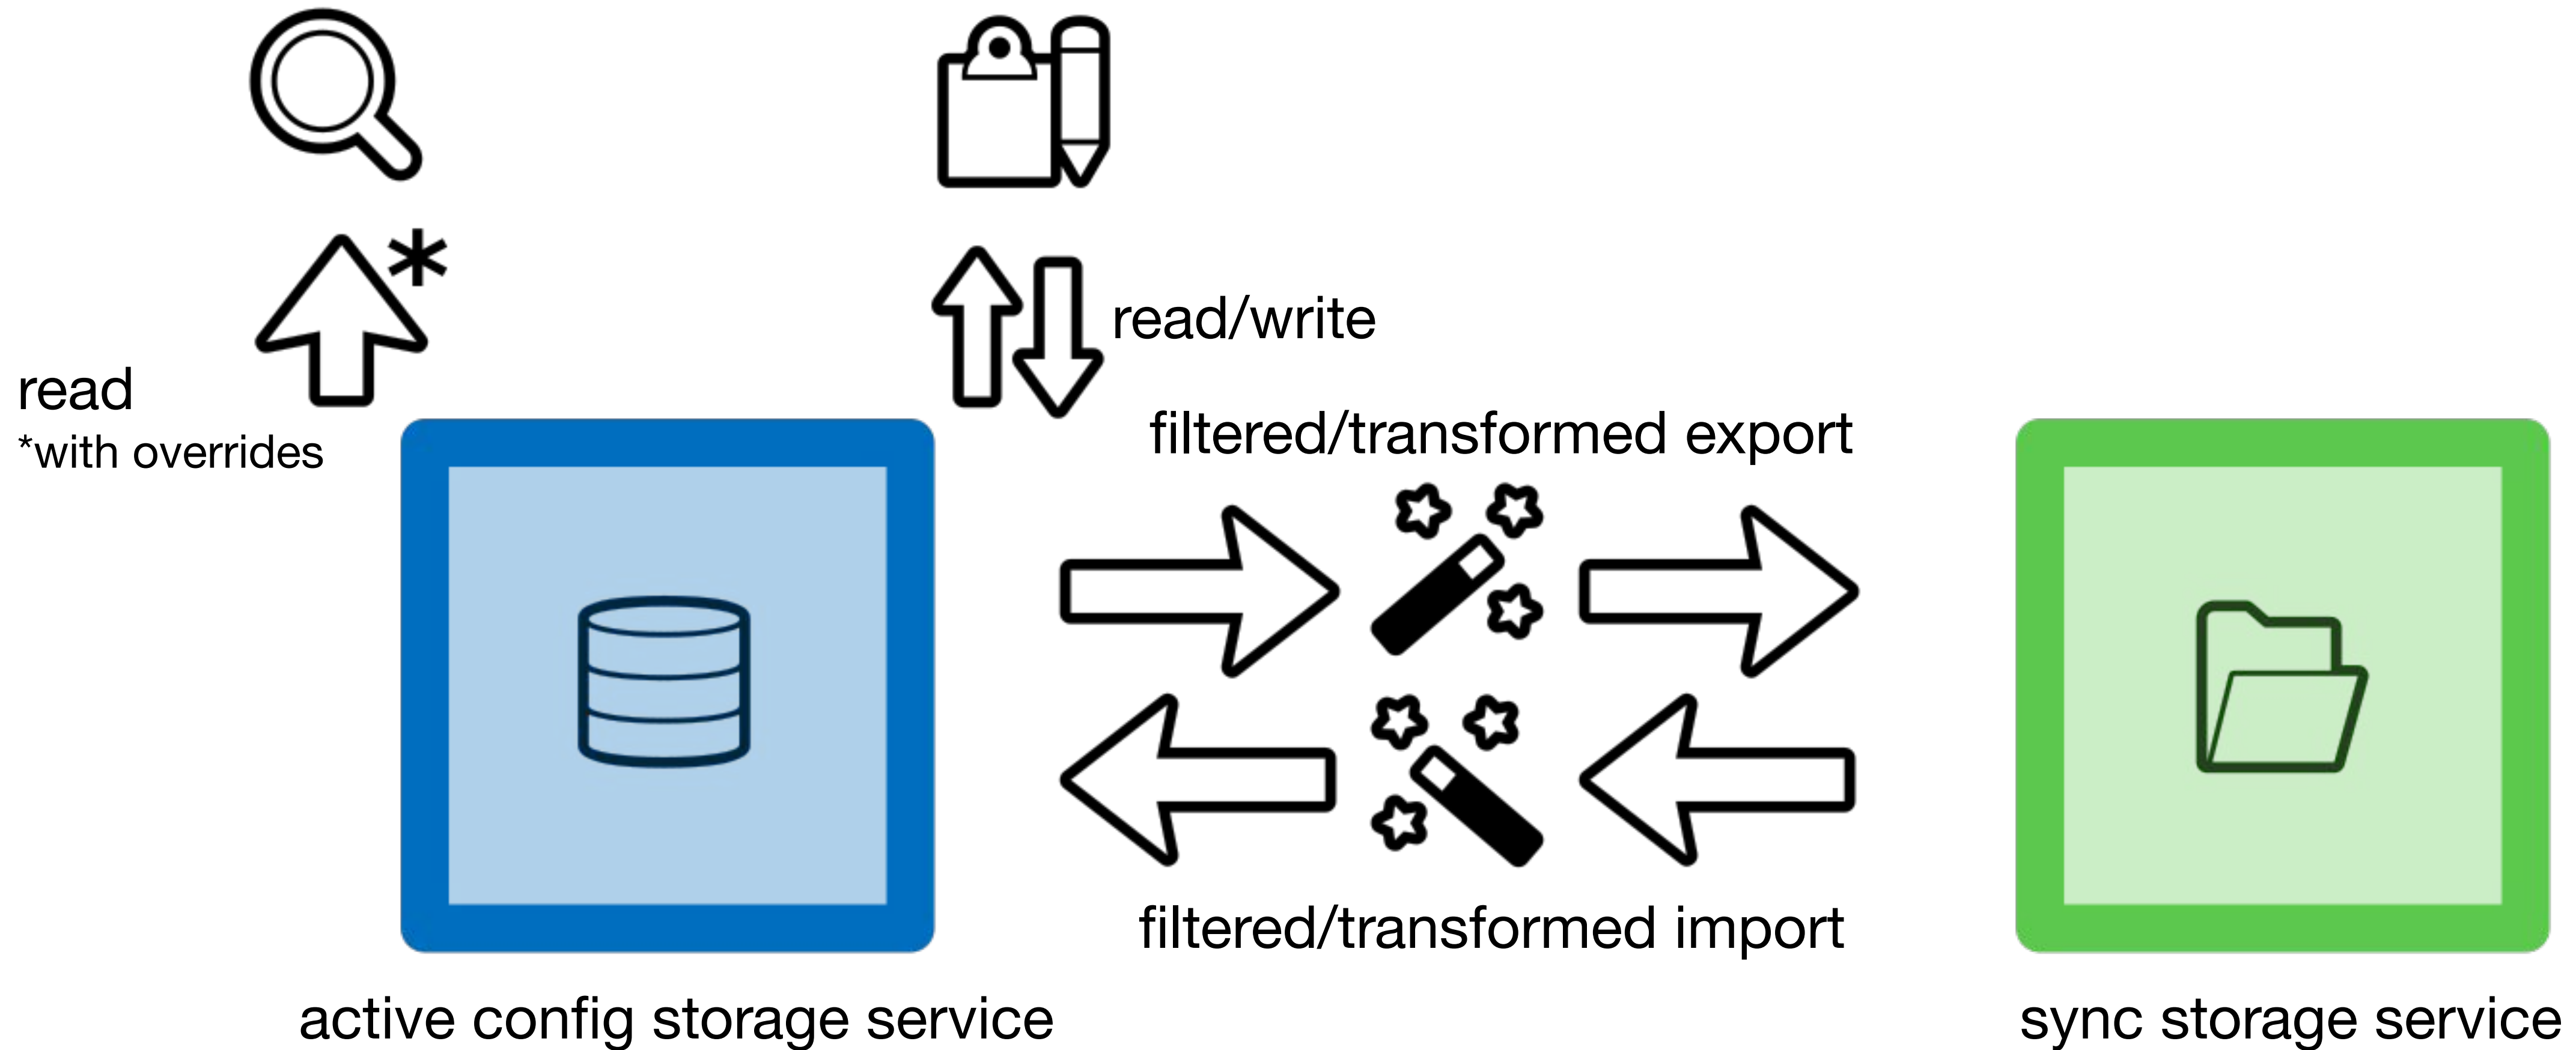 read/write
read
*with overrides
filtered/transformed export
filtered/transformed import
active config storage service
sync storage service